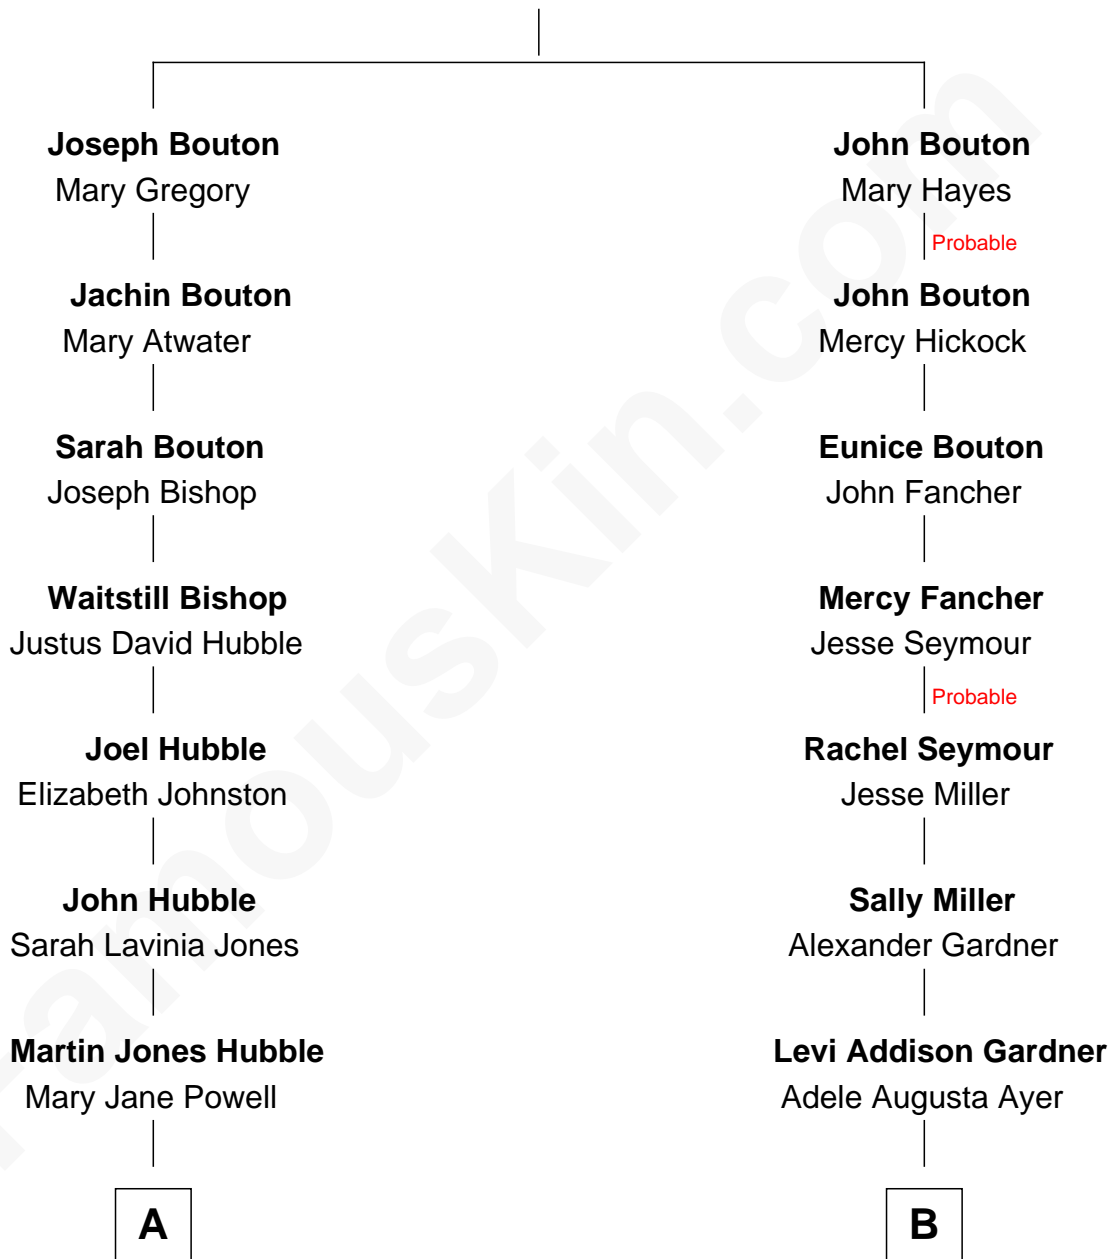 Joseph Bouton
Mary Gregory
Jachin Bouton
Mary Atwater
Sarah Bouton
Joseph Bishop
Waitstill Bishop
Justus David Hubble
Joel Hubble
Elizabeth Johnston
John Hubble
Sarah Lavinia Jones
Martin Jones Hubble
Mary Jane Powell
A
John Bouton
Mary Hayes
Probable
John Bouton
Mercy Hickock
Eunice Bouton
John Fancher
Mercy Fancher
Jesse Seymour
Probable
Rachel Seymour
Jesse Miller
Sally Miller
Alexander Gardner
Levi Addison Gardner
Adele Augusta Ayer
B
FamousKin.com